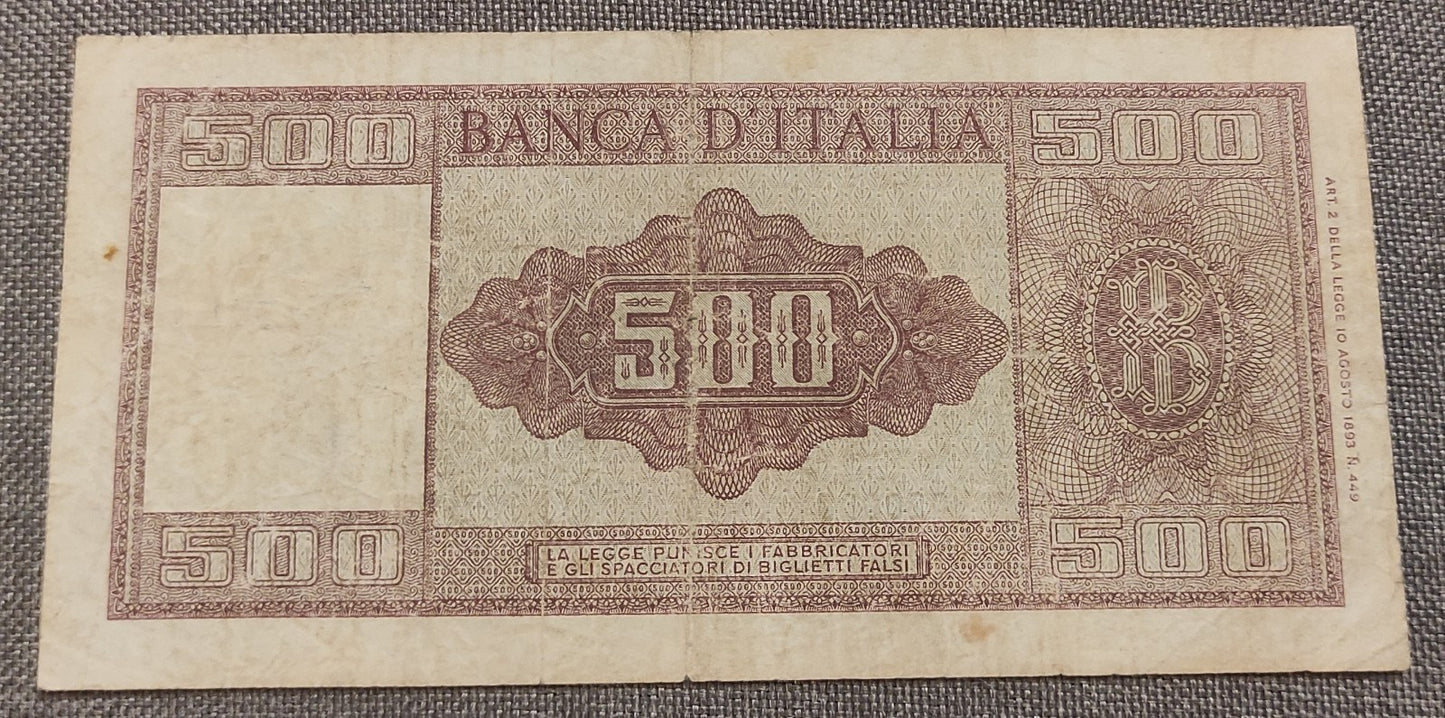 500 BANCA D'ITALIA 500
500
ART. 2 DELLA LEGGE 10 AGOSTO 1893 N. 449
LA LEGGE PUNISCE I FABBRICATORI
E GLI SPACCIATORI DI BIGLIETTI FALSI
500 500